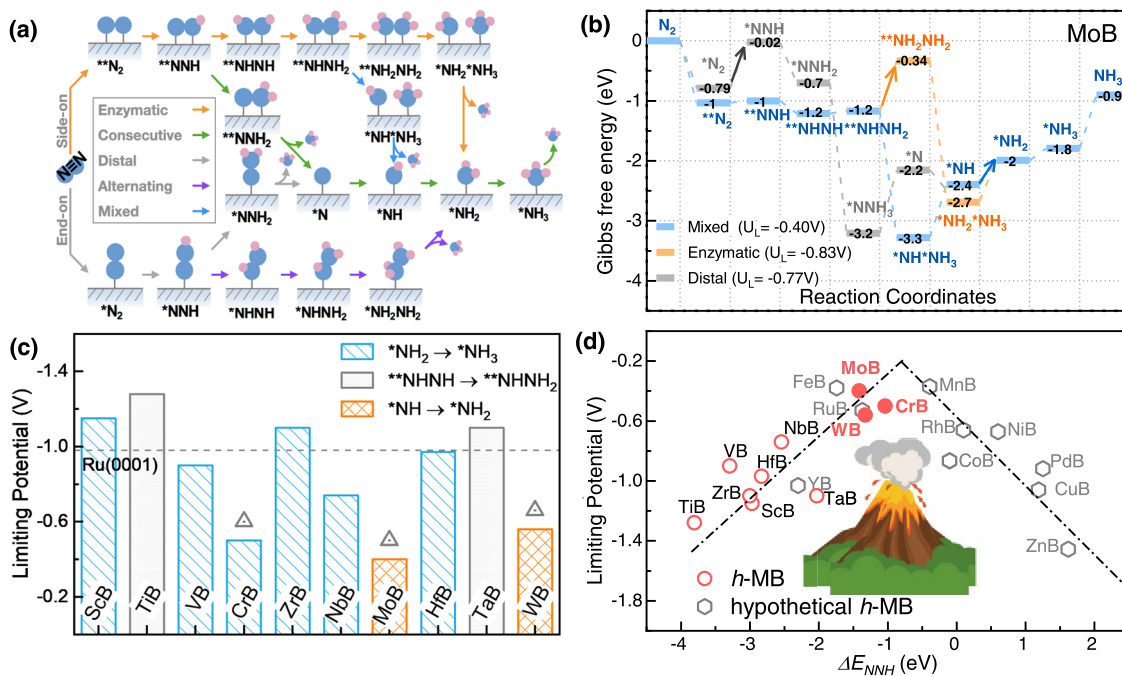 (a)
**N2
**NNH
**NHNH
**NHNH2
**NH2NH2
*NH2*NH3
Side-on
N≡N
End-on
Enzymatic
Consecutive
Distal
Alternating
Mixed
**NNH2
*NH*NH3
*NNH2
*N
*NH
*NH2
*NH3
*N2
*NNH
*NHNH
*NHNH2
*NH2NH2
(b)
MoB
Gibbs free energy (eV)
0
-1
-2
-3
-4
N2
*N2
-0.79
-1
**N2
*NNH
-0.02
-1
**NNH
*NNH2
-0.7
-1.2
**NHNH
-1.2
**NHNH2
*NNH3
-3.2
**NH2NH2
-0.34
*N
-2.2
-3.3
*NH*NH3
*NH
-2.4
-2.7
*NH2*NH3
*NH2
-2
*NH3
-1.8
NH3
-0.9
Mixed (UL= -0.40V)
Enzymatic (UL= -0.83V)
Distal (UL= -0.77V)
Reaction Coordinates
(c)
Limiting Potential (V)
-1.4
-1.0
-0.6
-0.2
*NH2 → *NH3
**NHNH → **NHNH2
*NH → *NH2
Ru(0001)
ScB
TiB
VB
CrB
ZrB
NbB
MoB
HfB
TaB
WB
(d)
Limiting Potential (V)
-0.2
-0.6
-1.0
-1.4
-1.8
MoB
FeB
MnB
RuB
CrB
WB
RhB
NiB
NbB
VB
HfB
CoB
PdB
YB
ZrB
TaB
CuB
ScB
TiB
ZnB
h-MB
hypothetical h-MB
-4
-3
-2
-1
0
1
2
ΔENNH (eV)